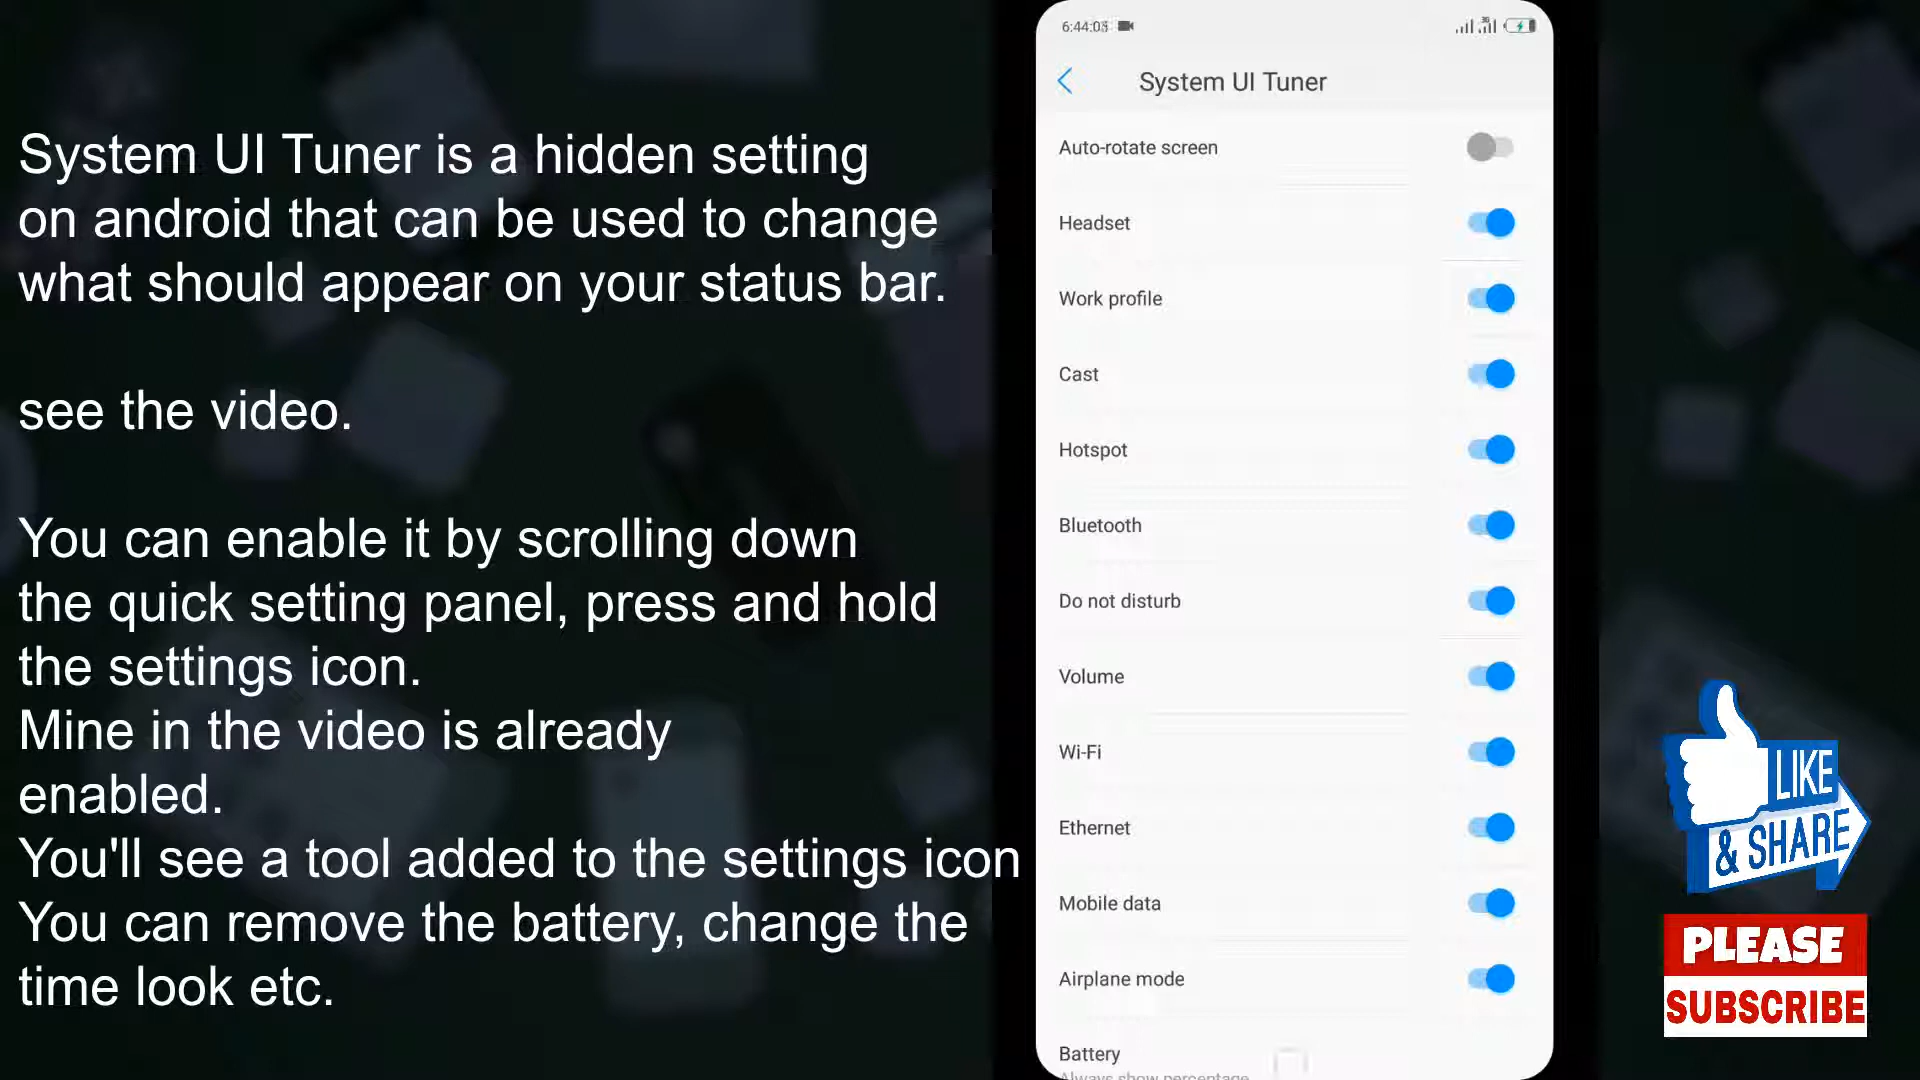 System UI Tuner is a hidden setting
on android that can be used to change
what should appear on your status bar.
see the video.
You can enable it by scrolling down
the quick setting panel, press and hold
the settings icon.
Mine in the video is already
enabled.
You'll see a tool added to the settings icon
You can remove the battery, change the
time look etc.
System UI Tuner
Auto-rotate screen
Headset
Work profile
Cast
Hotspot
Bluetooth
Do not disturb
Volume
Wi-Fi
Ethernet
Mobile data
Airplane mode
Battery
Always show percentage
LIKE
& SHARE
PLEASE
SUBSCRIBE